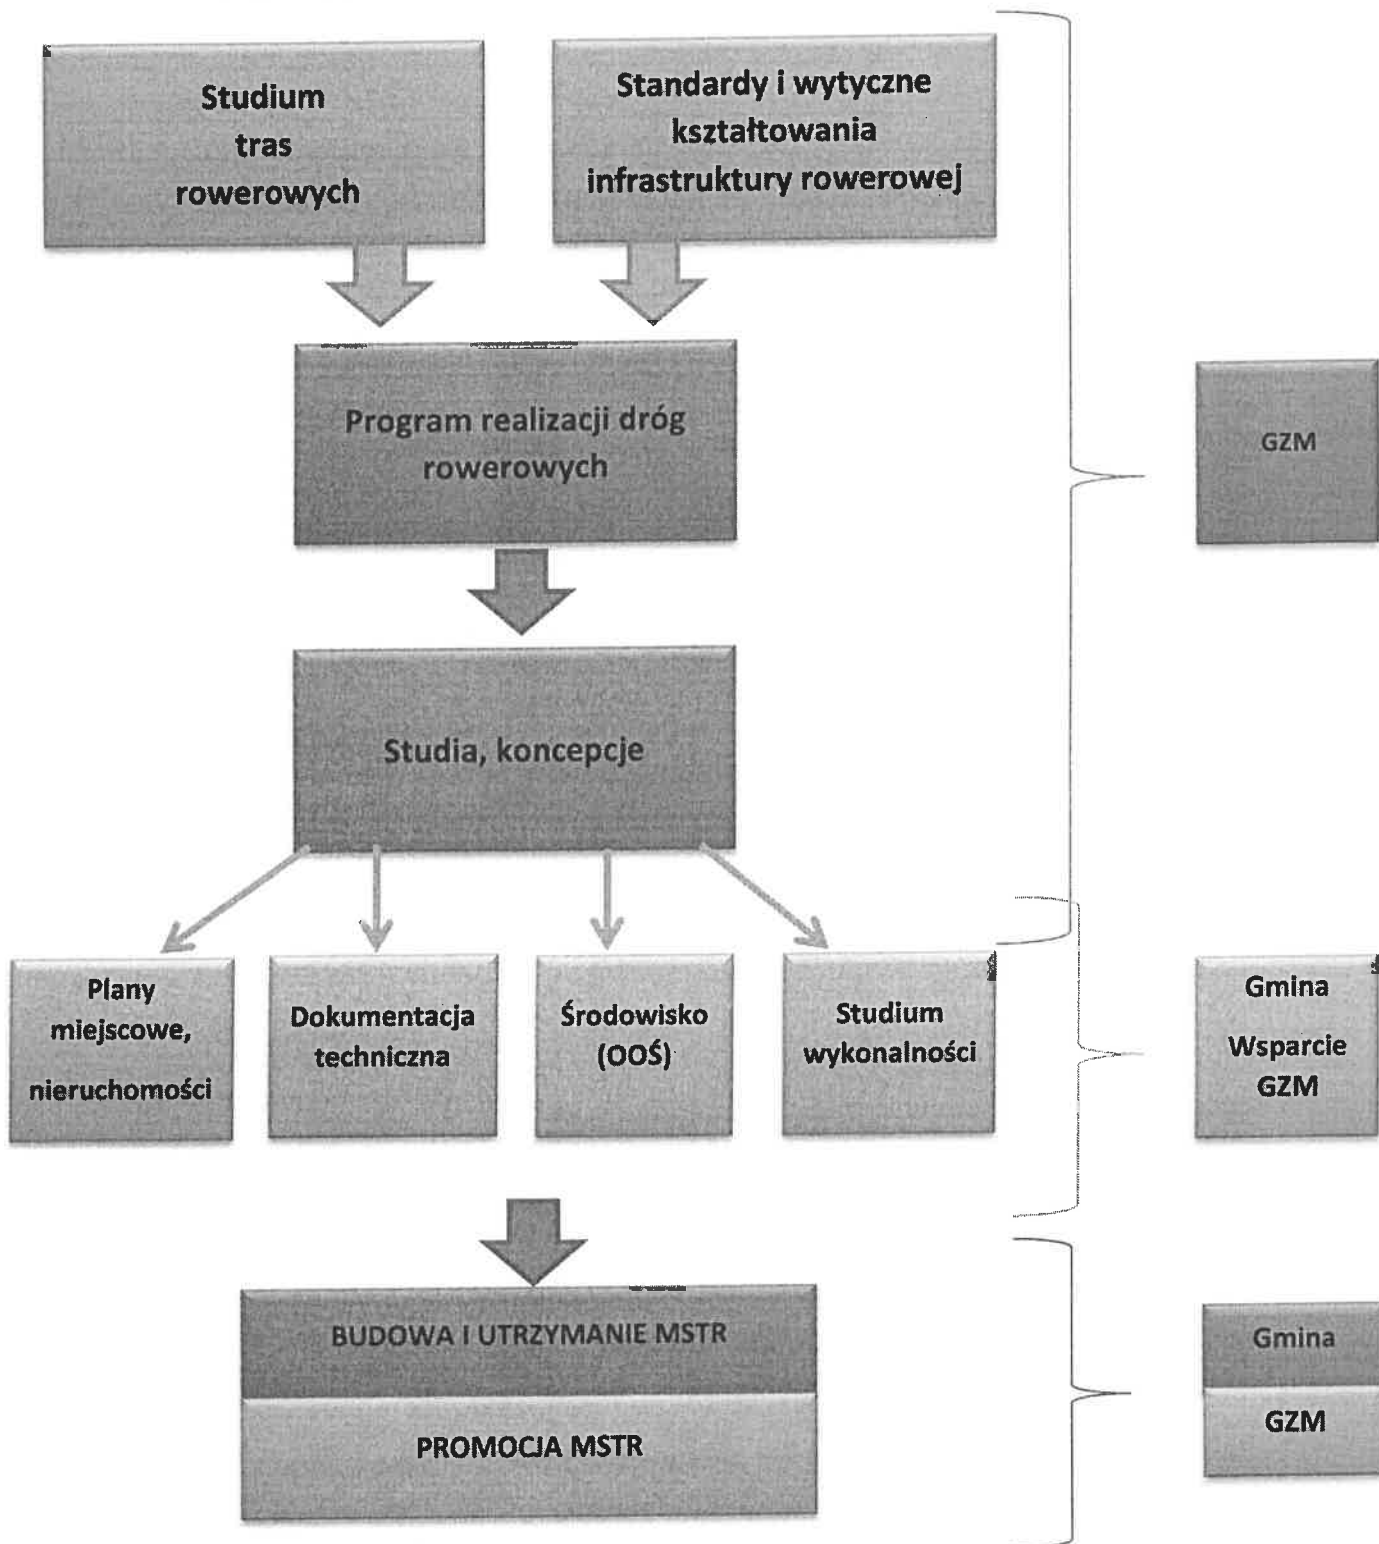 Studium
tras
rowerowych
Standardy i wytyczne
kształtowania
infrastruktury rowerowej
Program realizacji dróg
rowerowych
GZM
Studia, koncepcje
Plany
miejscowe,
nieruchomości
Dokumentacja
techniczna
Środowisko
(OOŚ)
Studium
wykonalności
Gmina
Wsparcie
GZM
BUDOWA I UTRZYMANIE MSTR
PROMOCJA MSTR
Gmina
GZM